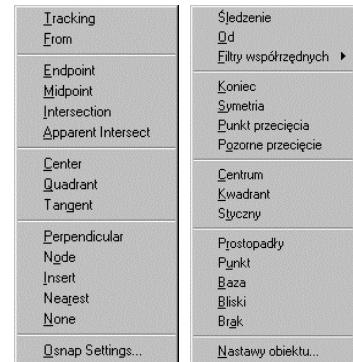 Tracking
From
Endpoint
Midpoint
Intersection
Apparent Intersect
Center
Quadrant
Tangent
Perpendicular
Node
Insert
Nearest
None
Osnap Settings...
Śledzenie
Od
Filtry współrzędnych
Koniec
Symetria
Punkt przecięcia
Pozorne przecięcie
Centrum
Kwadrant
Styczny
Prostopadły
Punkt
Baza
Bliski
Brak
Nastawy obiektu...